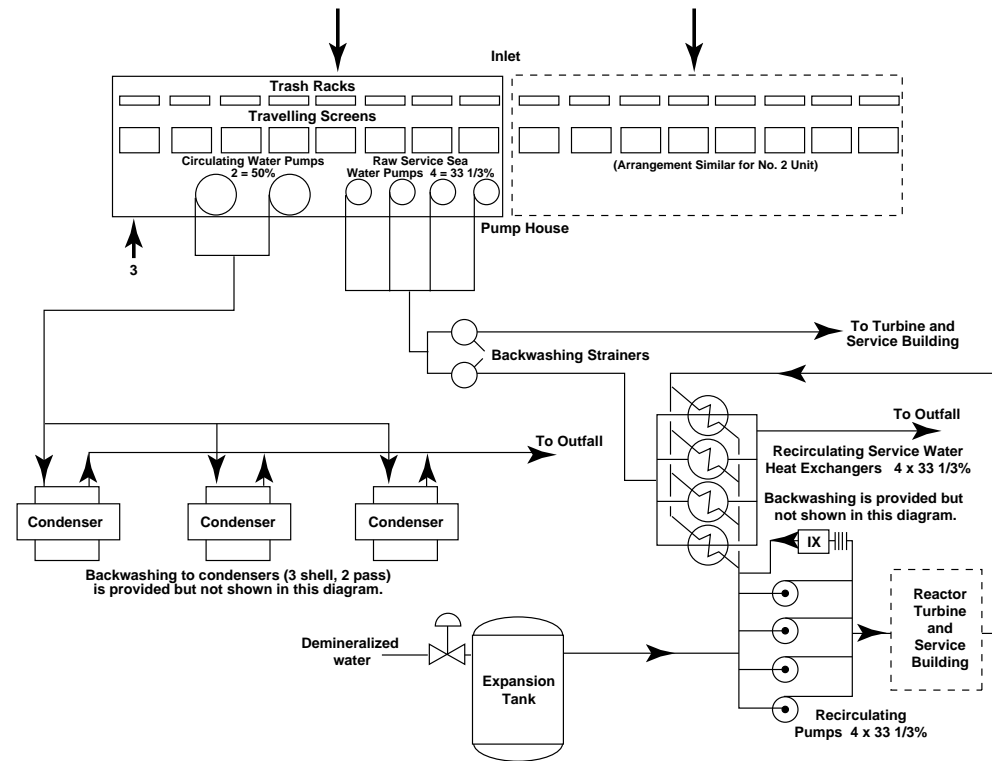 Inlet
Trash Racks
Travelling Screens
Circulating Water Pumps
2 = 50%
Raw Service Sea
Water Pumps 4 = 33 1/3%
(Arrangement Similar for No. 2 Unit)
Pump House
3
To Turbine and
Service Building
Backwashing Strainers
To Outfall
To Outfall
Recirculating Service Water
Heat Exchangers 4 x 33 1/3%
Backwashing is provided but
not shown in this diagram.
Condenser
Condenser
Condenser
IX
Backwashing to condensers (3 shell, 2 pass)
is provided but not shown in this diagram.
Reactor
Turbine
and
Service
Building
Demineralized
water
Expansion
Tank
Recirculating
Pumps 4 x 33 1/3%